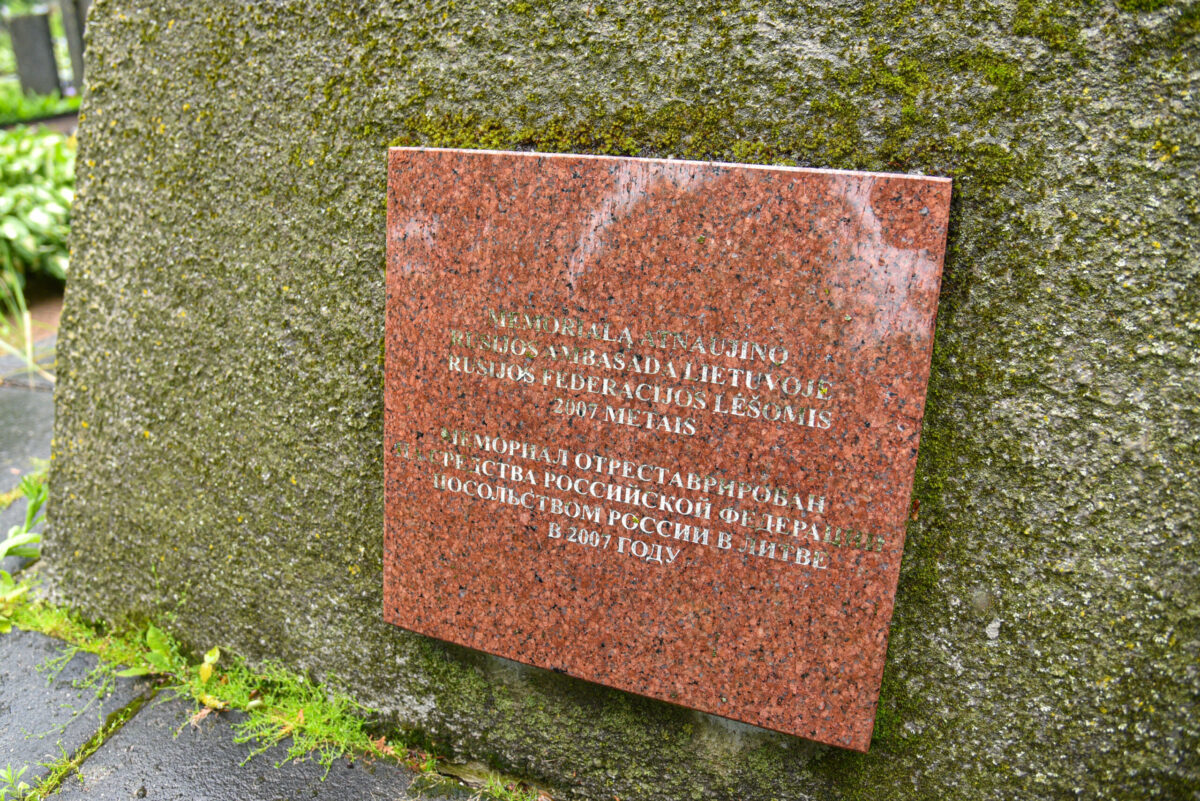 MEMORIALĄ ATNAUJINO
RUSIJOS AMBASADA LIETUVOJE
RUSIJOS FEDERACIJOS LĖŠOMIS
2007 METAIS
МЕМОРИАЛ ОТРЕСТАВРИРОВАН
НА СРЕДСТВА РОССИЙСКОЙ ФЕДЕРАЦИИ
ПОСОЛЬСТВОМ РОССИИ В ЛИТВЕ
В 2007 ГОДУ